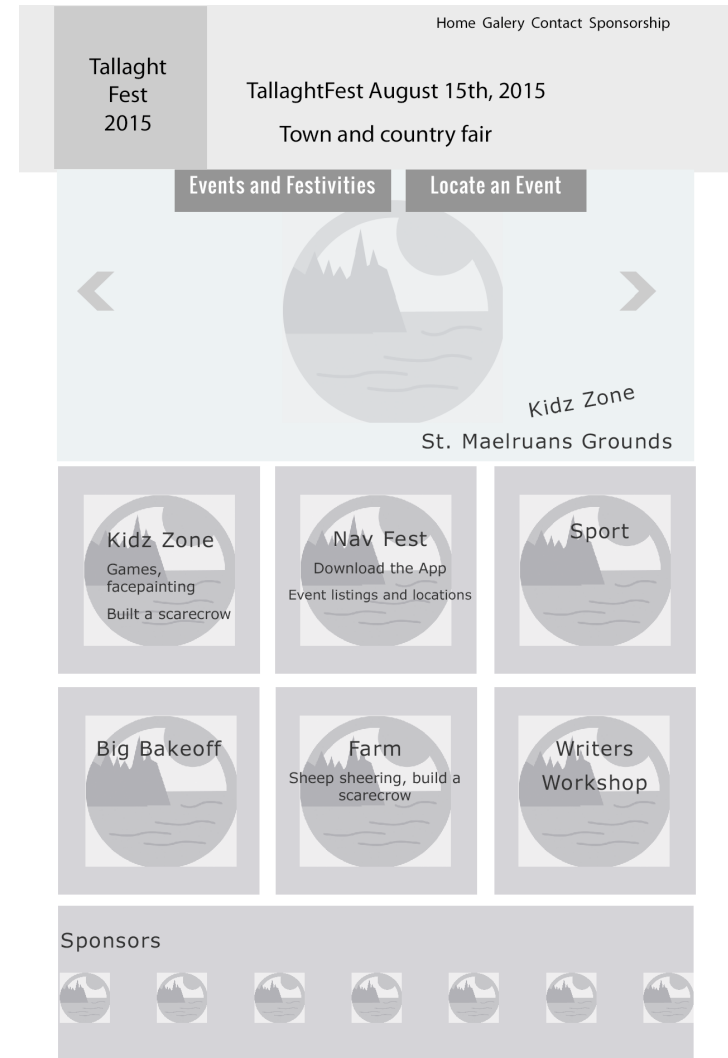 Home Galery Contact Sponsorship
Tallaght
Fest
2015
TallaghtFest August 15th, 2015
Town and country fair
Events and Festivities
Locate an Event
Kidz Zone
St. Maelruans Grounds
Kidz Zone
Games,
facepainting
Built a scarecrow
Nav Fest
Download the App
Event listings and locations
Sport
Big Bakeoff
Farm
Sheep sheering, build a
scarecrow
Writers
Workshop
Sponsors